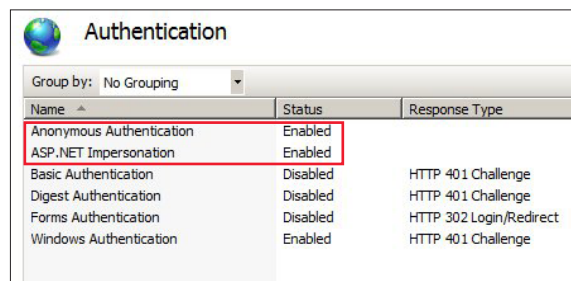 Authentication
Group by: No Grouping
Name Status Response Type
Anonymous Authentication Enabled
ASP.NET Impersonation Enabled
Basic Authentication Disabled HTTP 401 Challenge
Digest Authentication Disabled HTTP 401 Challenge
Forms Authentication Disabled HTTP 302 Login/Redirect
Windows Authentication Enabled HTTP 401 Challenge